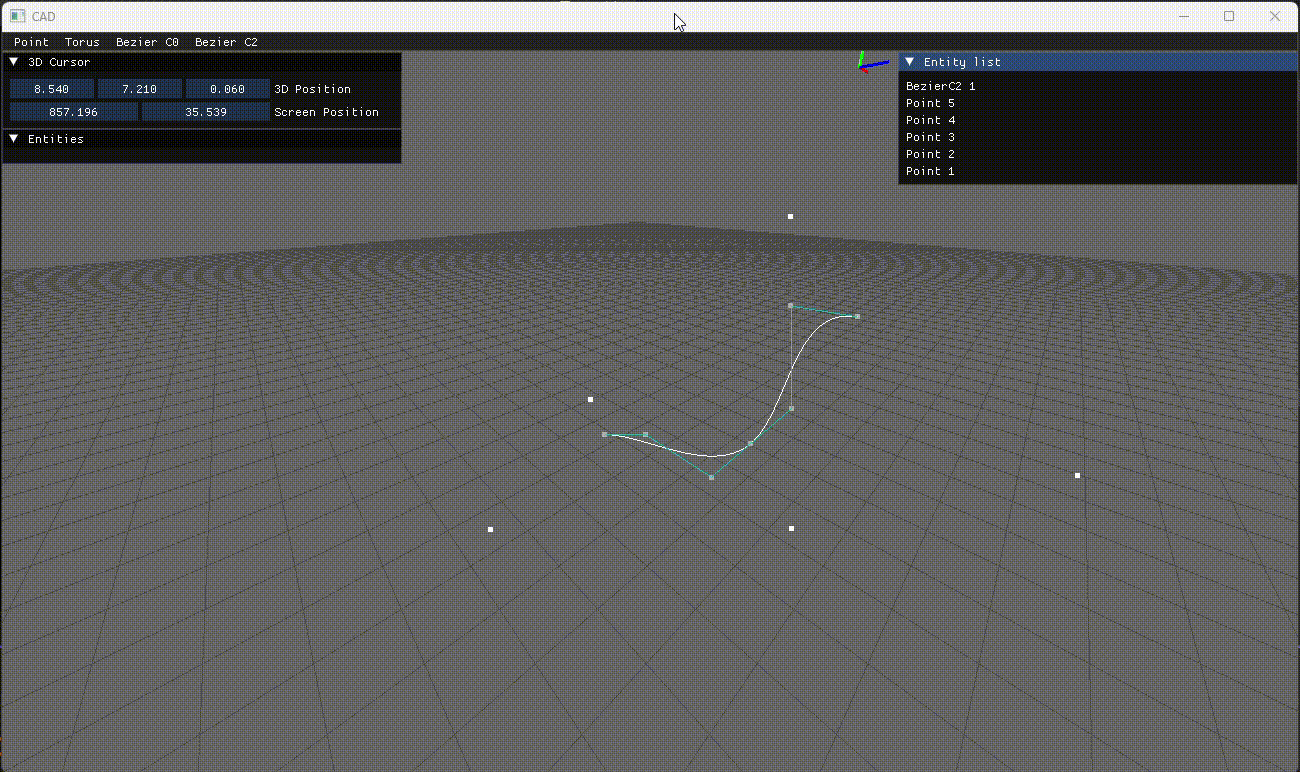 CAD
Point Torus Bezier C0 Bezier C2
3D Cursor
8.540 7.210 0.060 3D Position
857.196 35.539 Screen Position
Entities
Entity list
BezierC2 1
Point 5
Point 4
Point 3
Point 2
Point 1